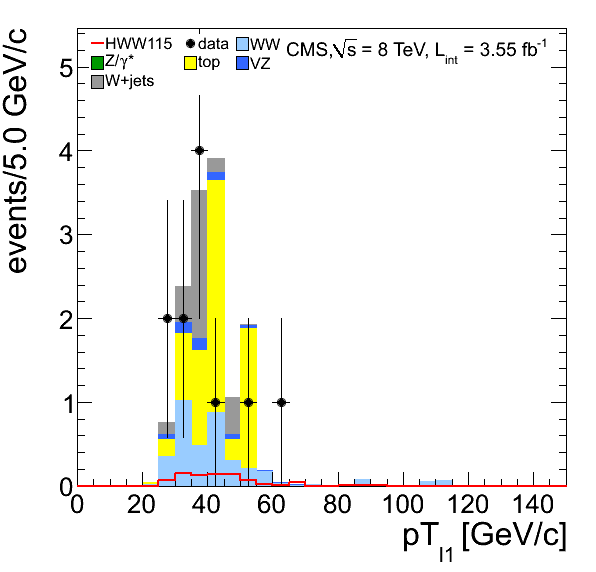 HWW115 data WW CMS,√s = 8 TeV, L_int = 3.55 fb^-1
Z/γ* top VZ
W+jets
events/5.0 GeV/c
5
4
3
2
1
0
0 20 40 60 80 100 120 140
pT_l1 [GeV/c]